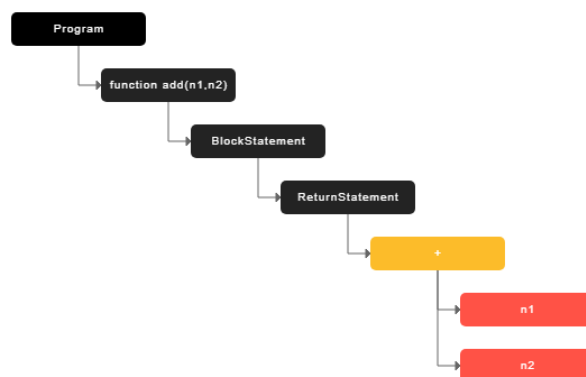 Program
function add(n1,n2)
BlockStatement
ReturnStatement
+
n1
n2